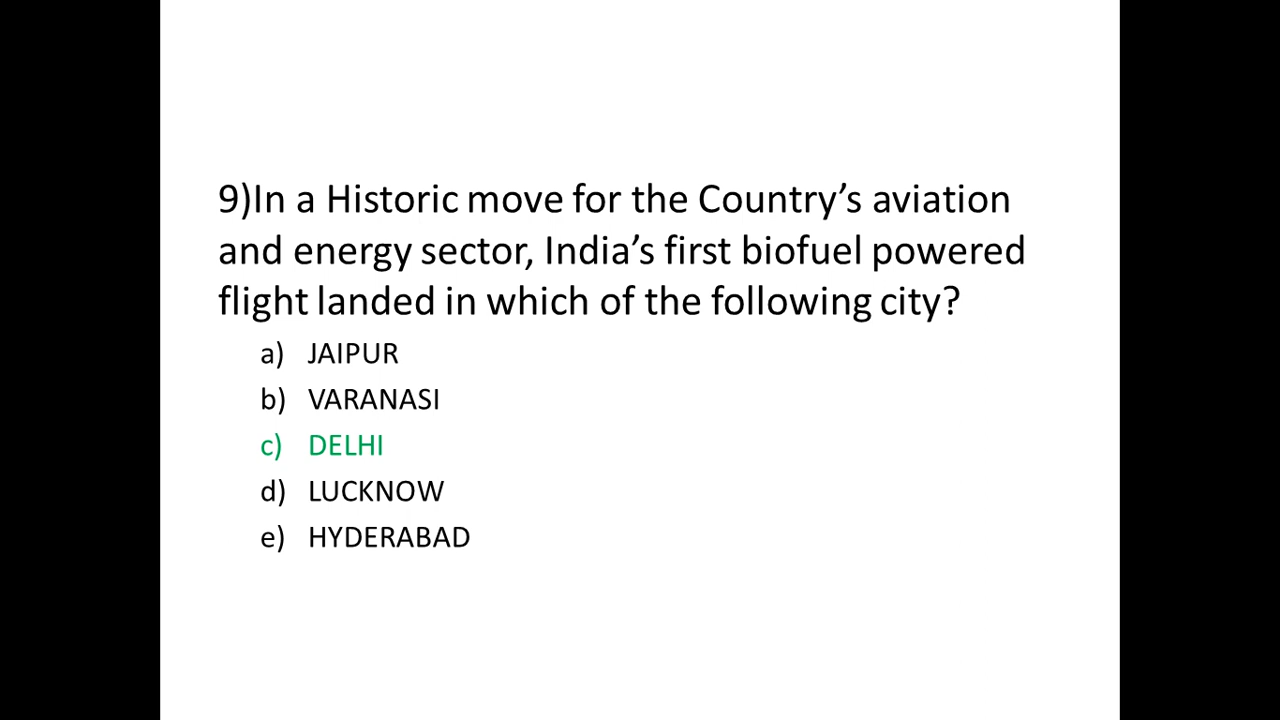 9)In a Historic move for the Country’s aviation
and energy sector, India’s first biofuel powered
flight landed in which of the following city?
a) JAIPUR
b) VARANASI
c) DELHI
d) LUCKNOW
e) HYDERABAD